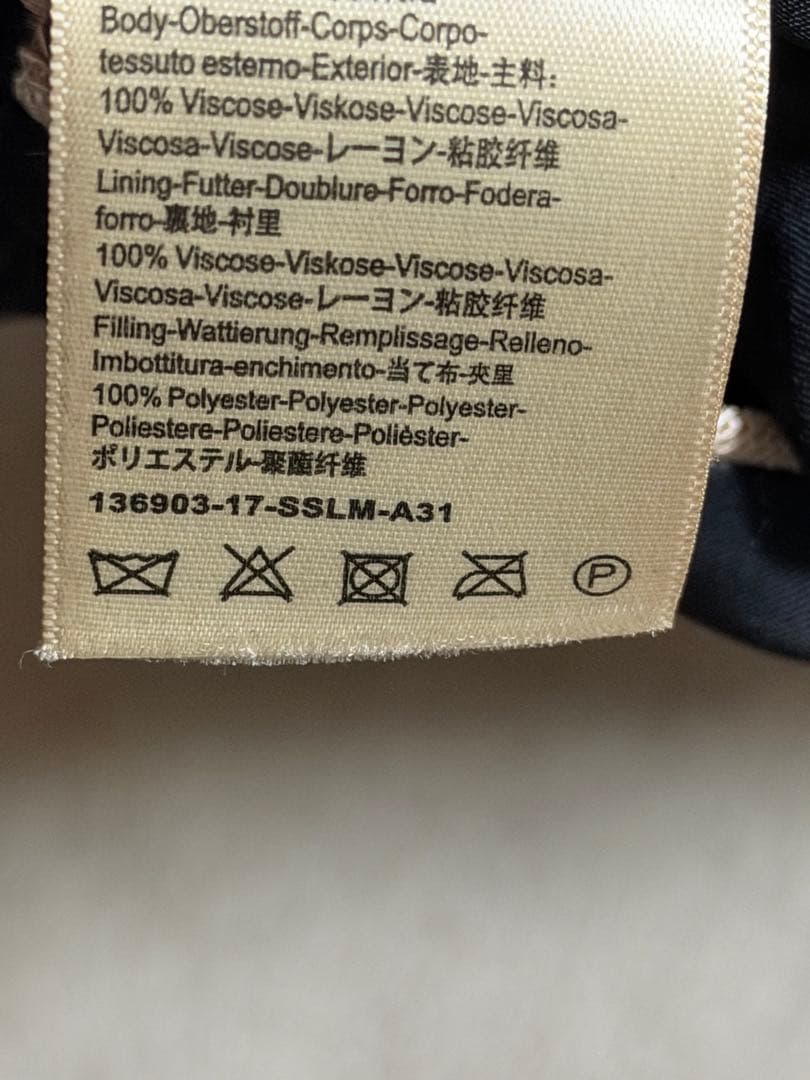 Body-Oberstoff-Corps-Corpo-
tessuto esterno-Exterior-表地-主料:
100% Viscose-Viskose-Viscose-Viscosa-
Viscosa-Viscose-レーヨン-粘胶纤维
Lining-Futter-Doublure-Forro-Fodera-
forro-裏地-衬里
100% Viscose-Viskose-Viscose-Viscosa-
Viscosa-Viscose-レーヨン-粘胶纤维
Filling-Wattierung-Remplissage-Relleno-
Imbottitura-enchimento-当て布-夹里
100% Polyester-Polyester-Polyester-
Poliestere-Poliestere-Polièster-
ポリエステル-聚酯纤维
136903-17-SSLM-A31
P